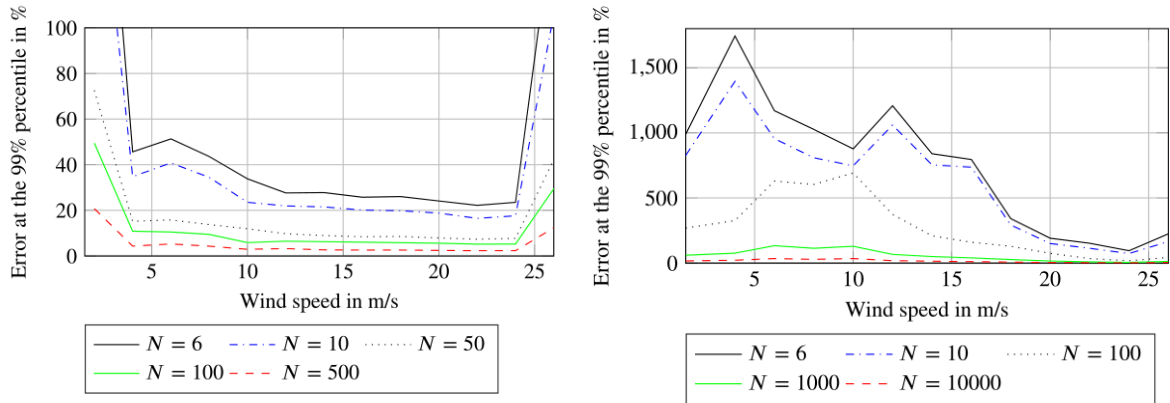 Error at the 99% percentile in %
100
80
60
40
20
0
5
10
15
20
25
Wind speed in m/s
N = 6
N = 10
N = 50
N = 100
N = 500
Error at the 99% percentile in %
1,500
1,000
500
0
5
10
15
20
25
Wind speed in m/s
N = 6
N = 10
N = 100
N = 1000
N = 10000